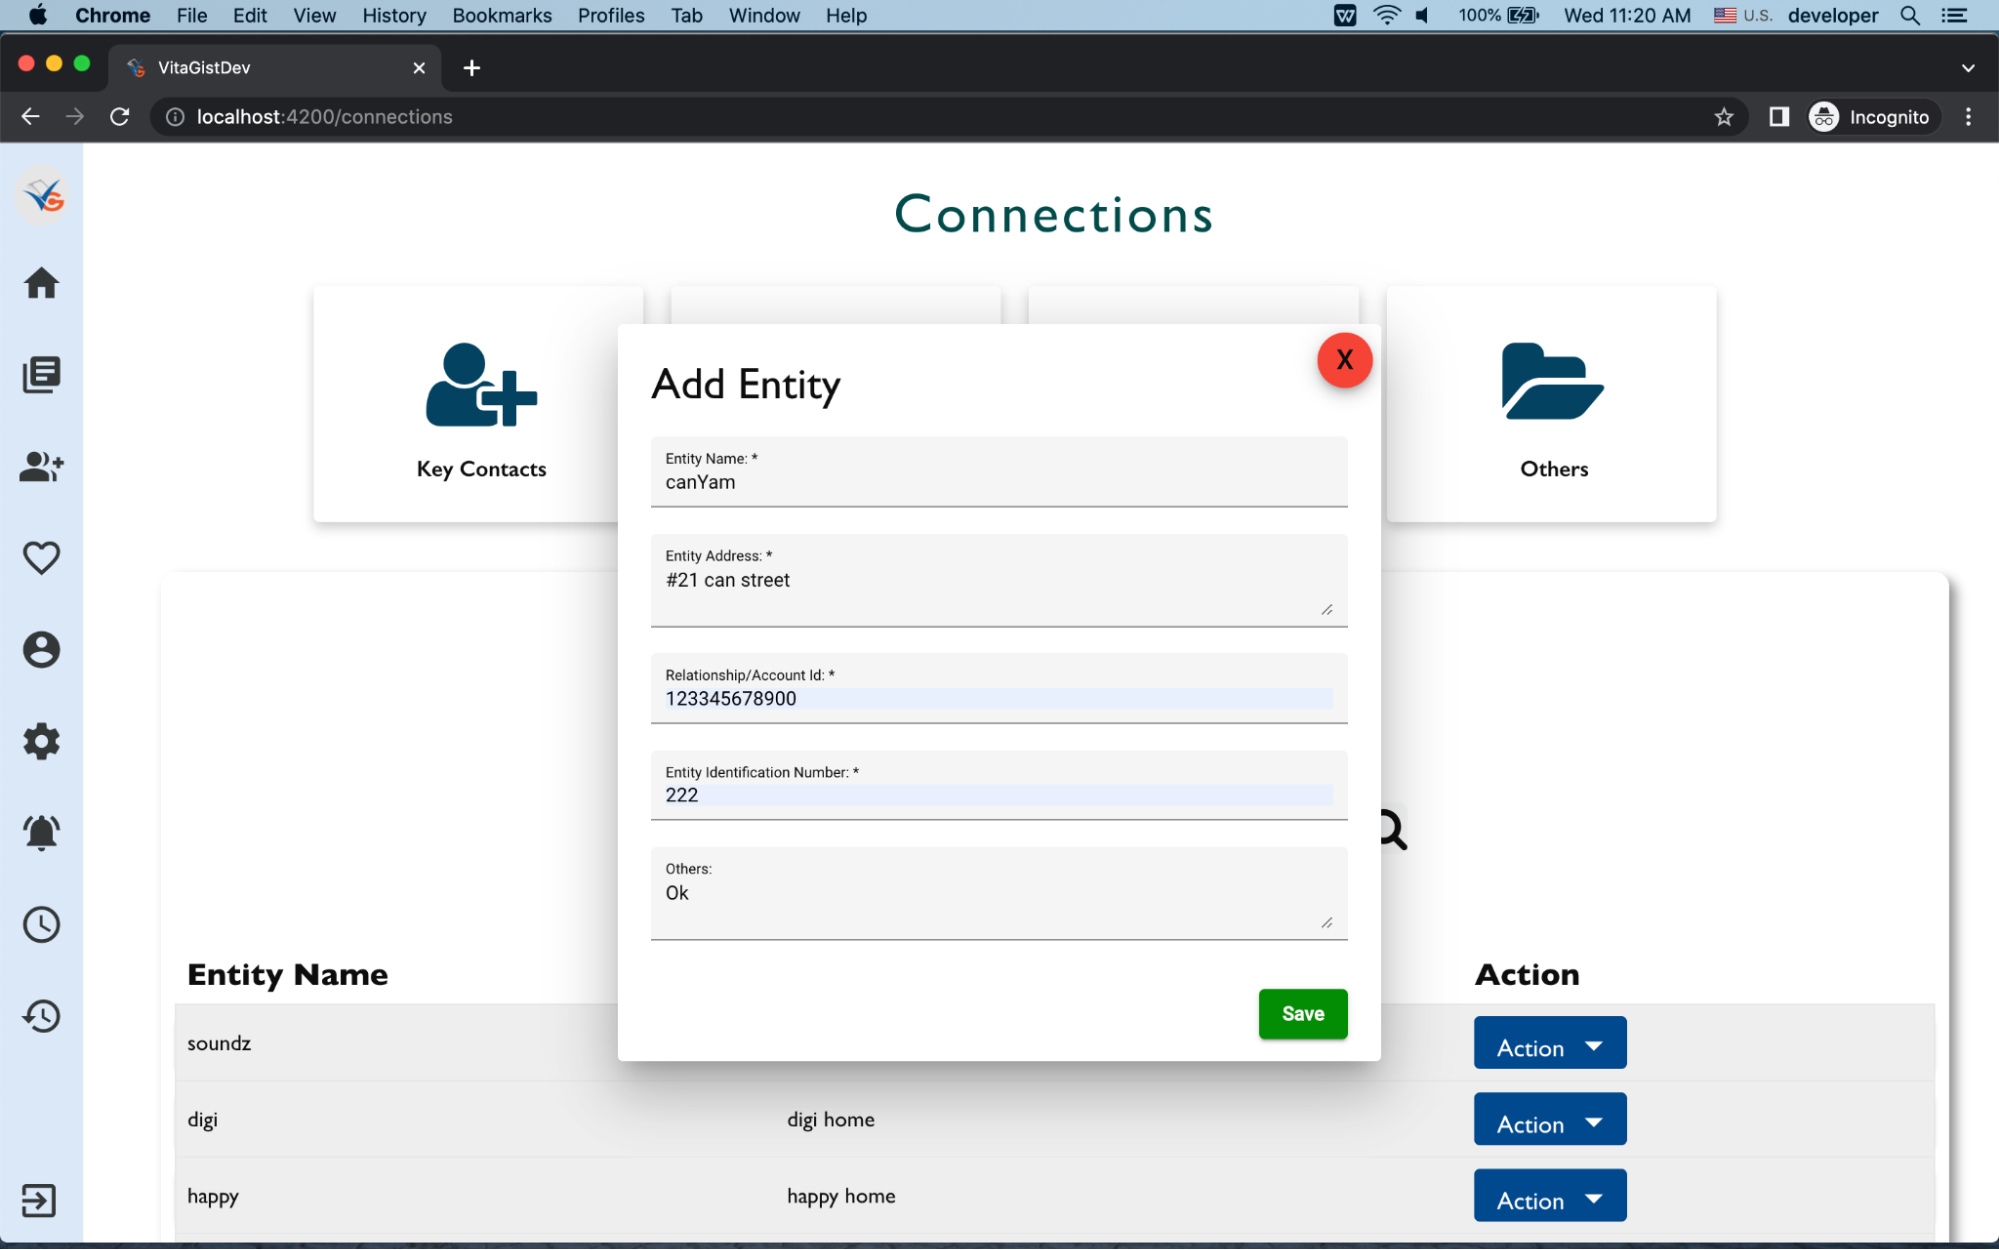 Chrome File Edit View History Bookmarks Profiles Tab Window Help 100% Wed 11:20 AM U.S. developer
VitaGistDev
localhost:4200/connections Incognito
Connections
Key Contacts
Others
Add Entity
X
Entity Name: *
canYam
Entity Address: *
#21 can street
Relationship/Account Id: *
123345678900
Entity Identification Number: *
222
Others:
Ok
Save
Entity Name Action
soundz Action
digi digi home Action
happy happy home Action